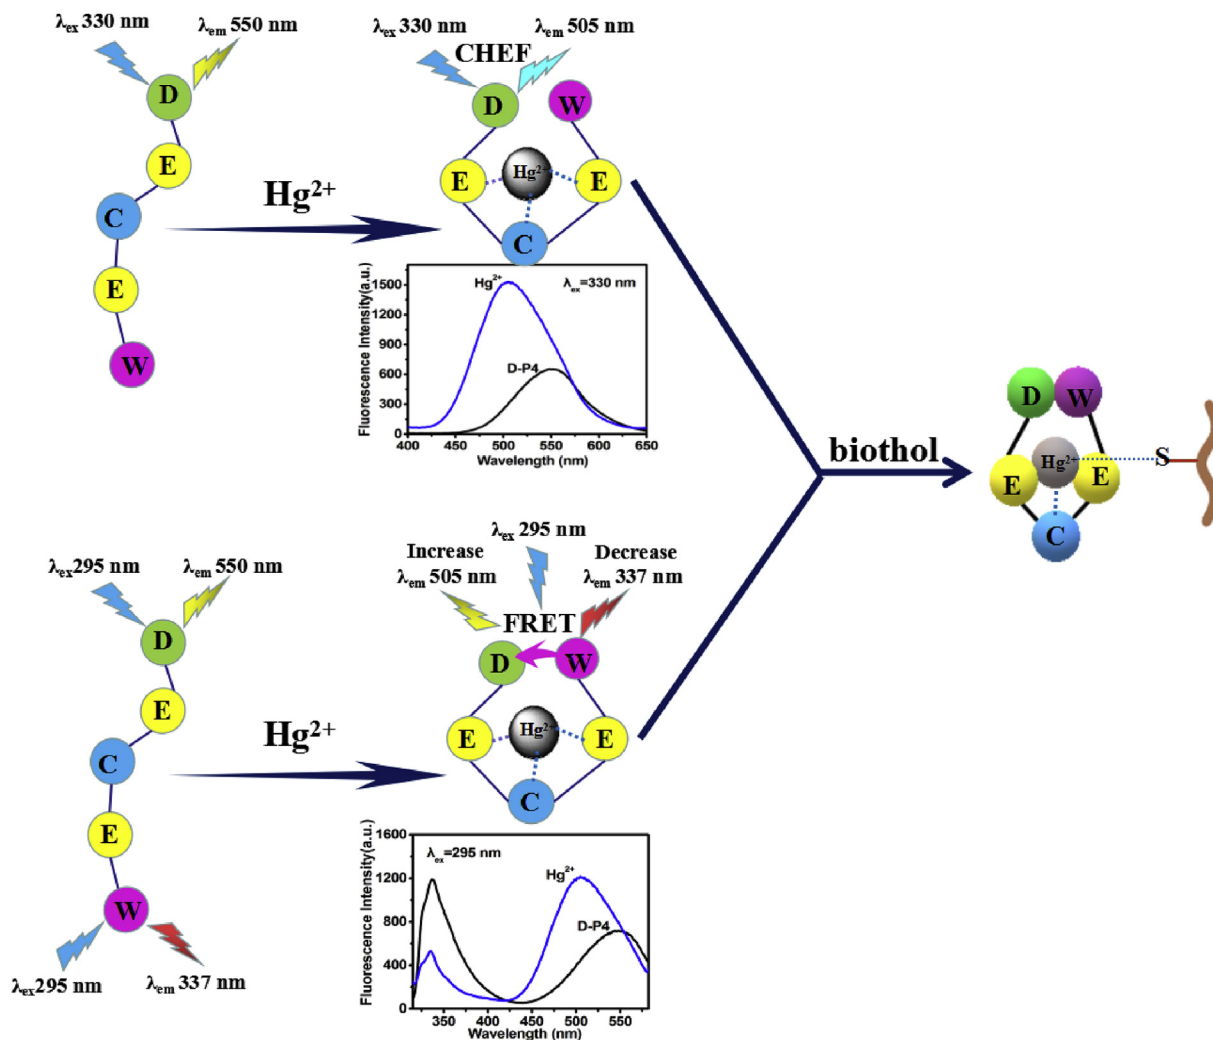 λex 330 nm
λem 550 nm
D
E
C
E
W
Hg2+
λex 330 nm
λem 505 nm
CHEF
D
W
E
Hg2+
E
C
Fluorescence Intensity(a.u.)
1500
1200
900
600
300
0
Hg2+
λex=330 nm
D-P4
400 450 500 550 600 650
Wavelength (nm)
λex 295 nm
λem 550 nm
D
E
C
E
W
λex 295 nm
λem 337 nm
Hg2+
λex 295 nm
Increase
λem 505 nm
Decrease
λem 337 nm
FRET
D
W
E
Hg2+
E
C
Fluorescence Intensity(a.u.)
1600
1200
800
400
0
λex=295 nm
Hg2+
D-P4
350 400 450 500 550
Wavelength (nm)
biothol
D
W
E
Hg2+
E
C
S